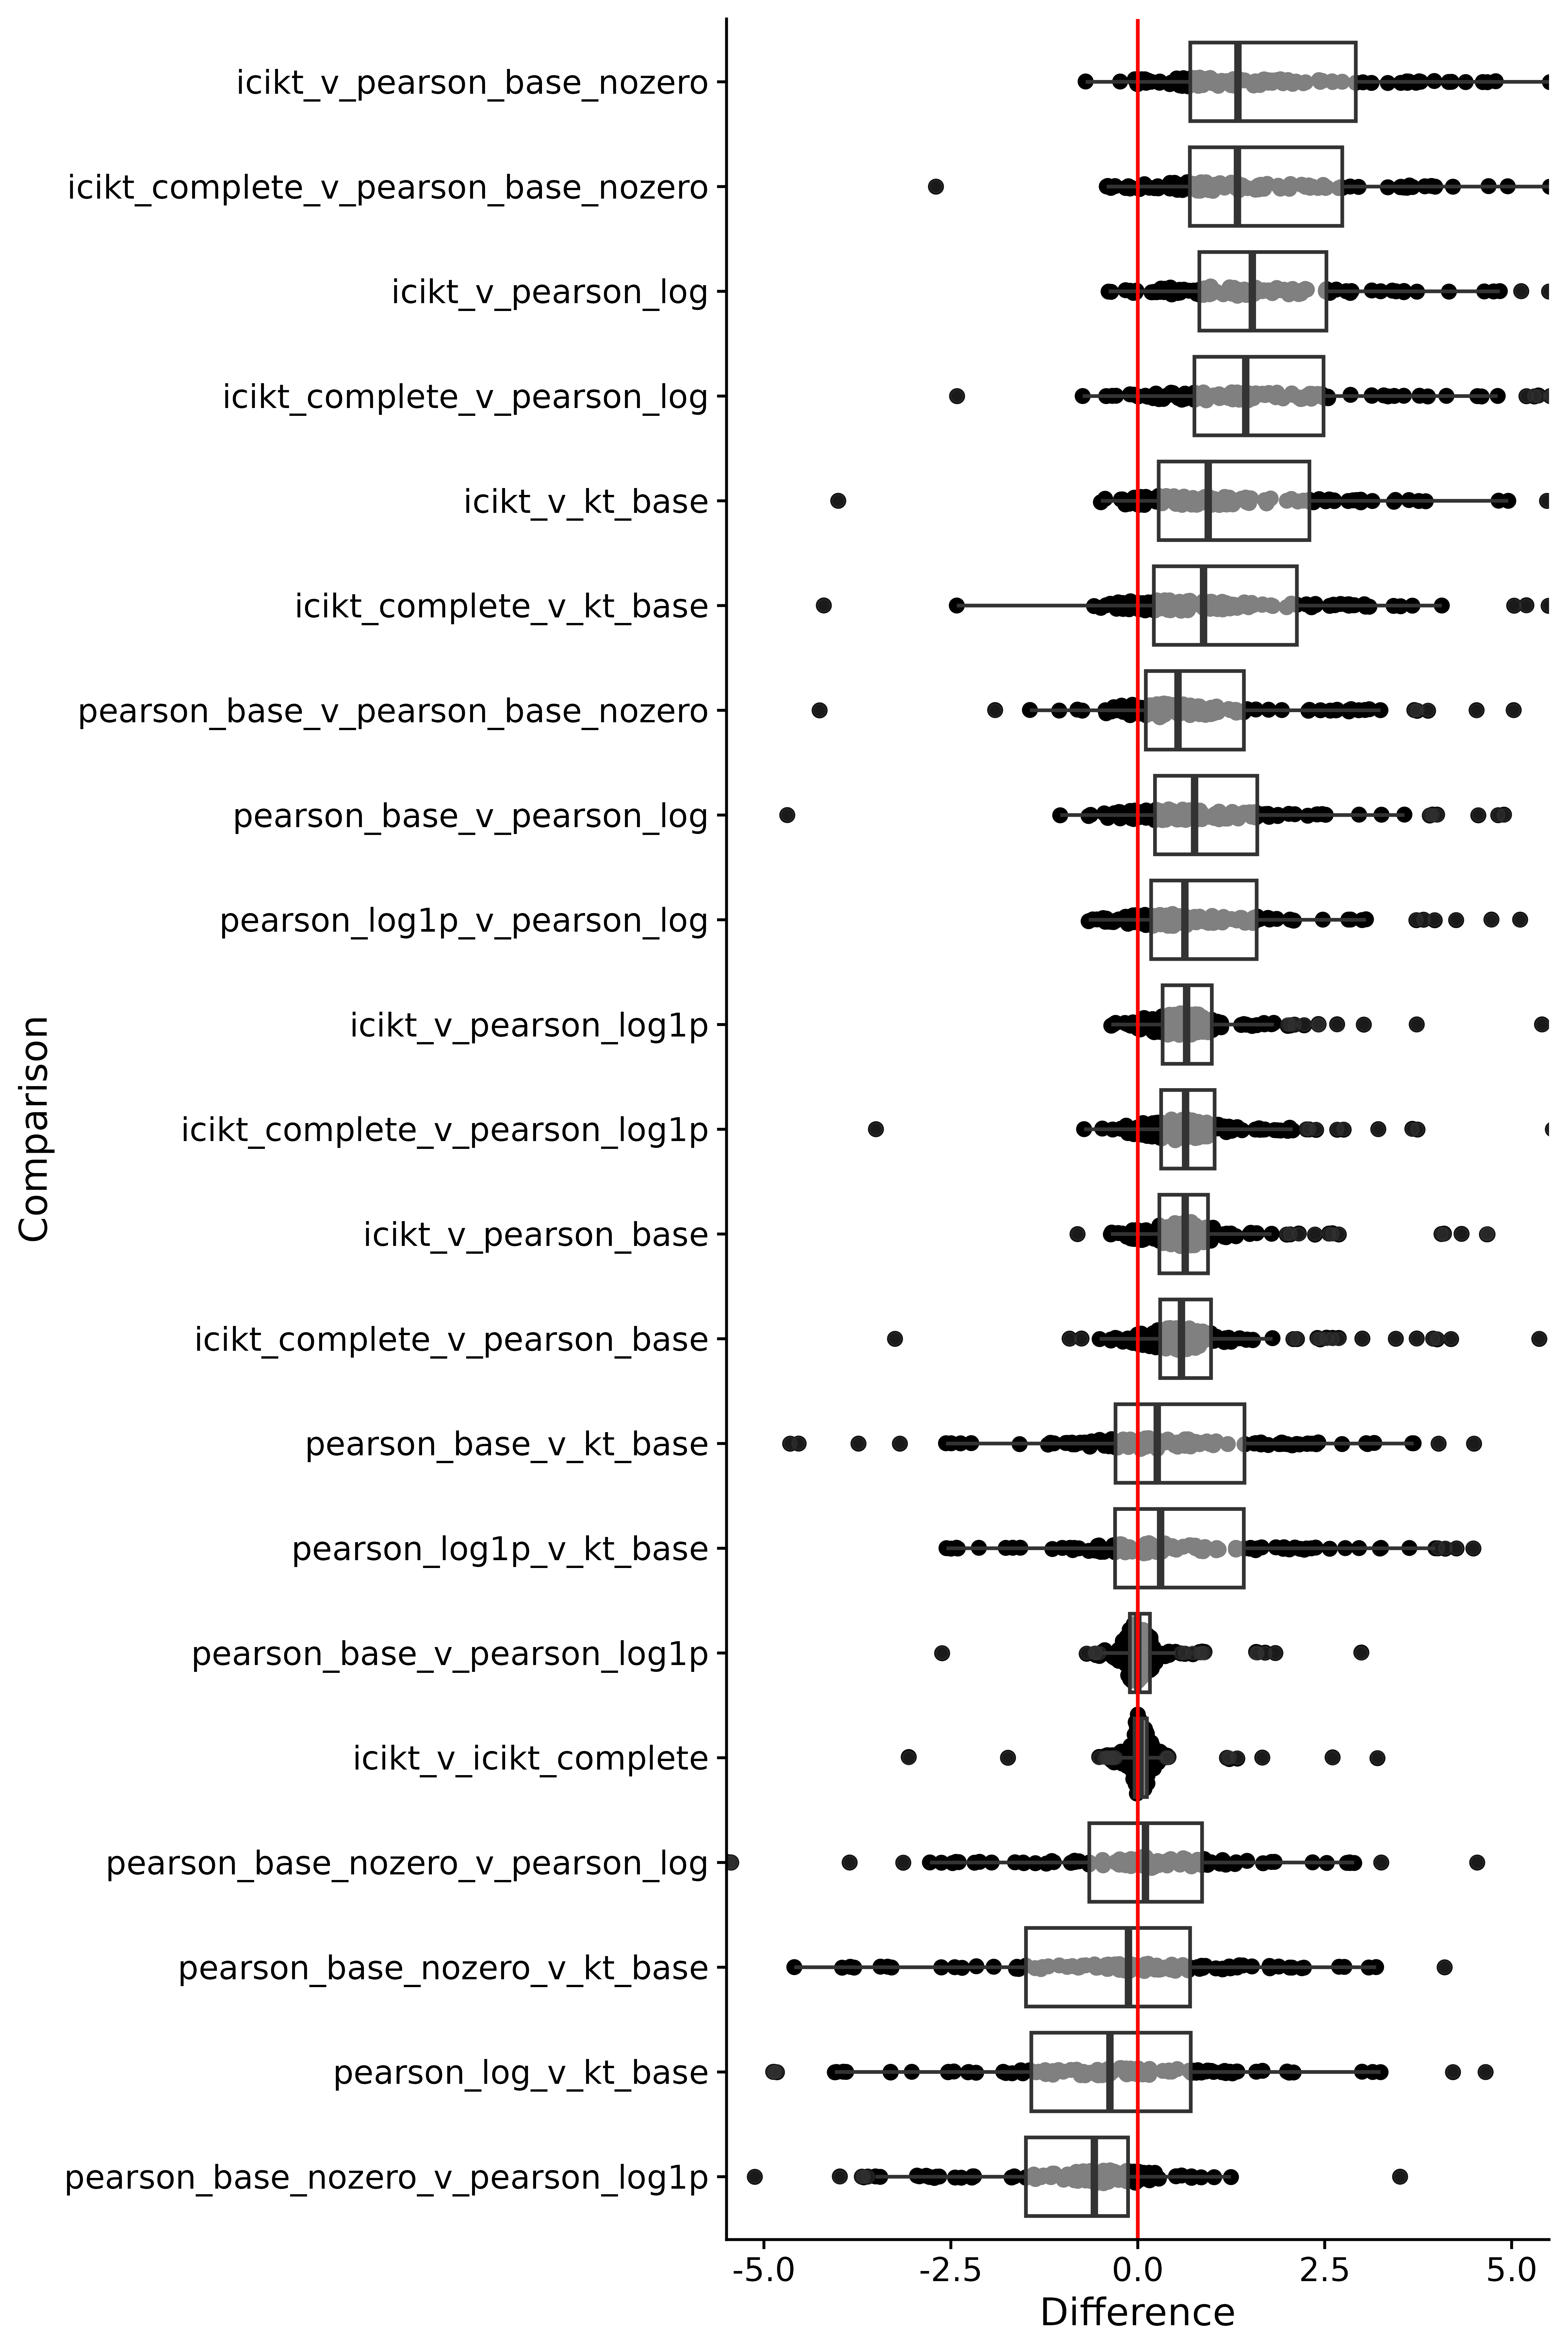 icikt_v_pearson_base_nozero
icikt_complete_v_pearson_base_nozero
icikt_v_pearson_log
icikt_complete_v_pearson_log
icikt_v_kt_base
icikt_complete_v_kt_base
pearson_base_v_pearson_base_nozero
pearson_base_v_pearson_log
pearson_log1p_v_pearson_log
icikt_v_pearson_log1p
icikt_complete_v_pearson_log1p
icikt_v_pearson_base
icikt_complete_v_pearson_base
pearson_base_v_kt_base
pearson_log1p_v_kt_base
pearson_base_v_pearson_log1p
icikt_v_icikt_complete
pearson_base_nozero_v_pearson_log
pearson_base_nozero_v_kt_base
pearson_log_v_kt_base
pearson_base_nozero_v_pearson_log1p
Comparison
-5.0 -2.5 0.0 2.5 5.0
Difference